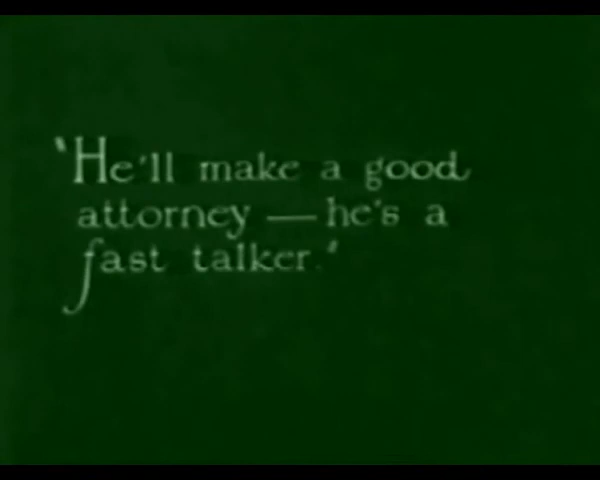 "He'll make a good
attorney — he's a
fast talker."